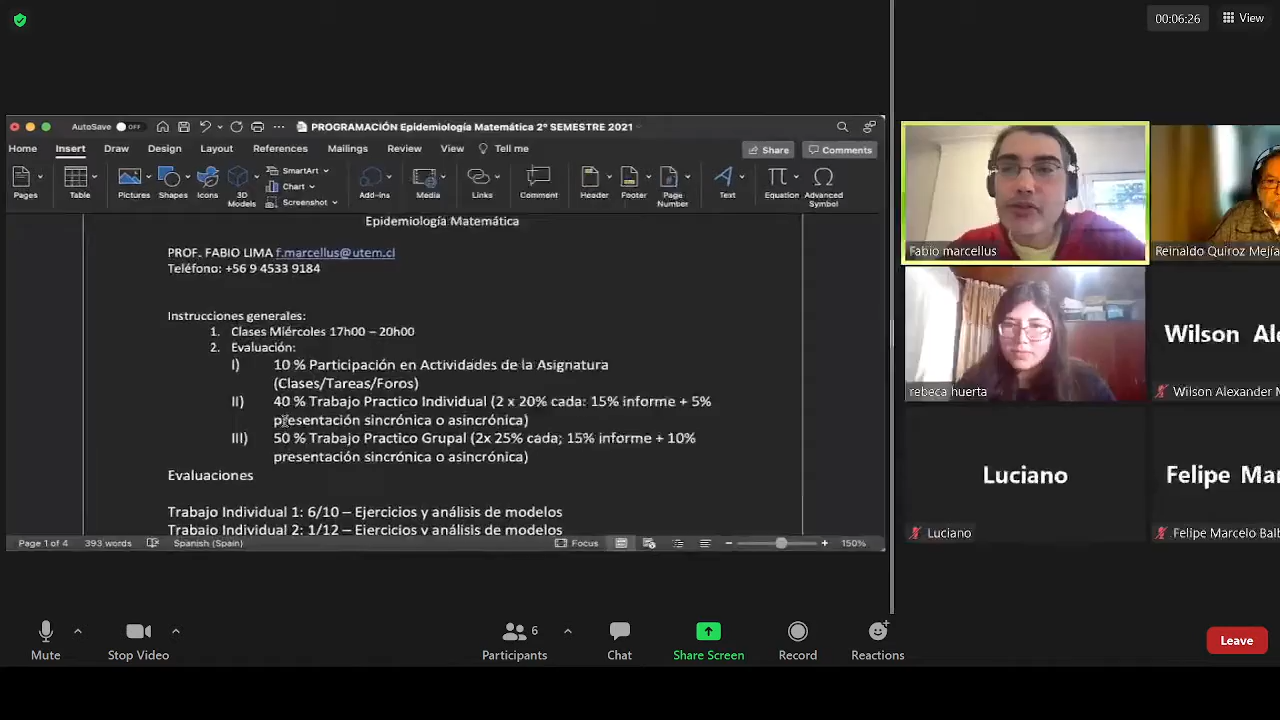 00:06:26
View
AutoSave OFF
PROGRAMACIÓN Epidemiología Matemática 2º SEMESTRE 2021
Home Insert Draw Design Layout References Mailings Review View Tell me
Share Comments
Pages
Table
Pictures
Shapes
Icons
3D Models
SmartArt
Chart
Screenshot
Add-ins
Media
Links
Comment
Header
Footer
Page Number
Text
Equation
Advanced Symbol
Epidemiología Matemática
PROF. FABIO LIMA f.marcellus@utem.cl
Teléfono: +56 9 4533 9184
Instrucciones generales:
1. Clases Miércoles 17h00 – 20h00
2. Evaluación:
I) 10 % Participación en Actividades de la Asignatura
(Clases/Tareas/Foros)
II) 40 % Trabajo Practico Individual (2 x 20% cada: 15% informe + 5%
presentación sincrónica o asincrónica)
III) 50 % Trabajo Practico Grupal (2x 25% cada; 15% informe + 10%
presentación sincrónica o asincrónica)
Evaluaciones
Trabajo Individual 1: 6/10 – Ejercicios y análisis de modelos
Trabajo Individual 2: 1/12 – Ejercicios y análisis de modelos
Page 1 of 4 393 words Spanish (Spain) Focus 150%
Fabio marcellus
Reinaldo Quiroz Mejía
rebeca huerta
Wilson Ale
Wilson Alexander M
Luciano
Luciano
Felipe Mar
Felipe Marcelo Balb
Mute
Stop Video
Participants 6
Chat
Share Screen
Record
Reactions
Leave